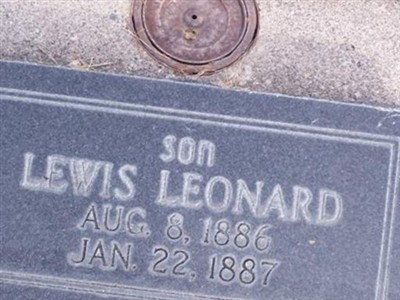 son
LEWIS LEONARD
AUG. 8, 1886
JAN. 22, 1887